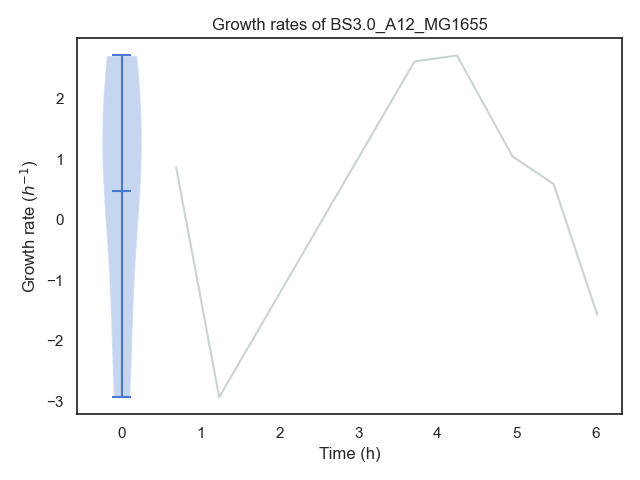 Growth rates of BS3.0_A12_MG1655
Growth rate (h⁻¹)
2
1
0
−1
−2
−3
0 1 2 3 4 5 6
Time (h)